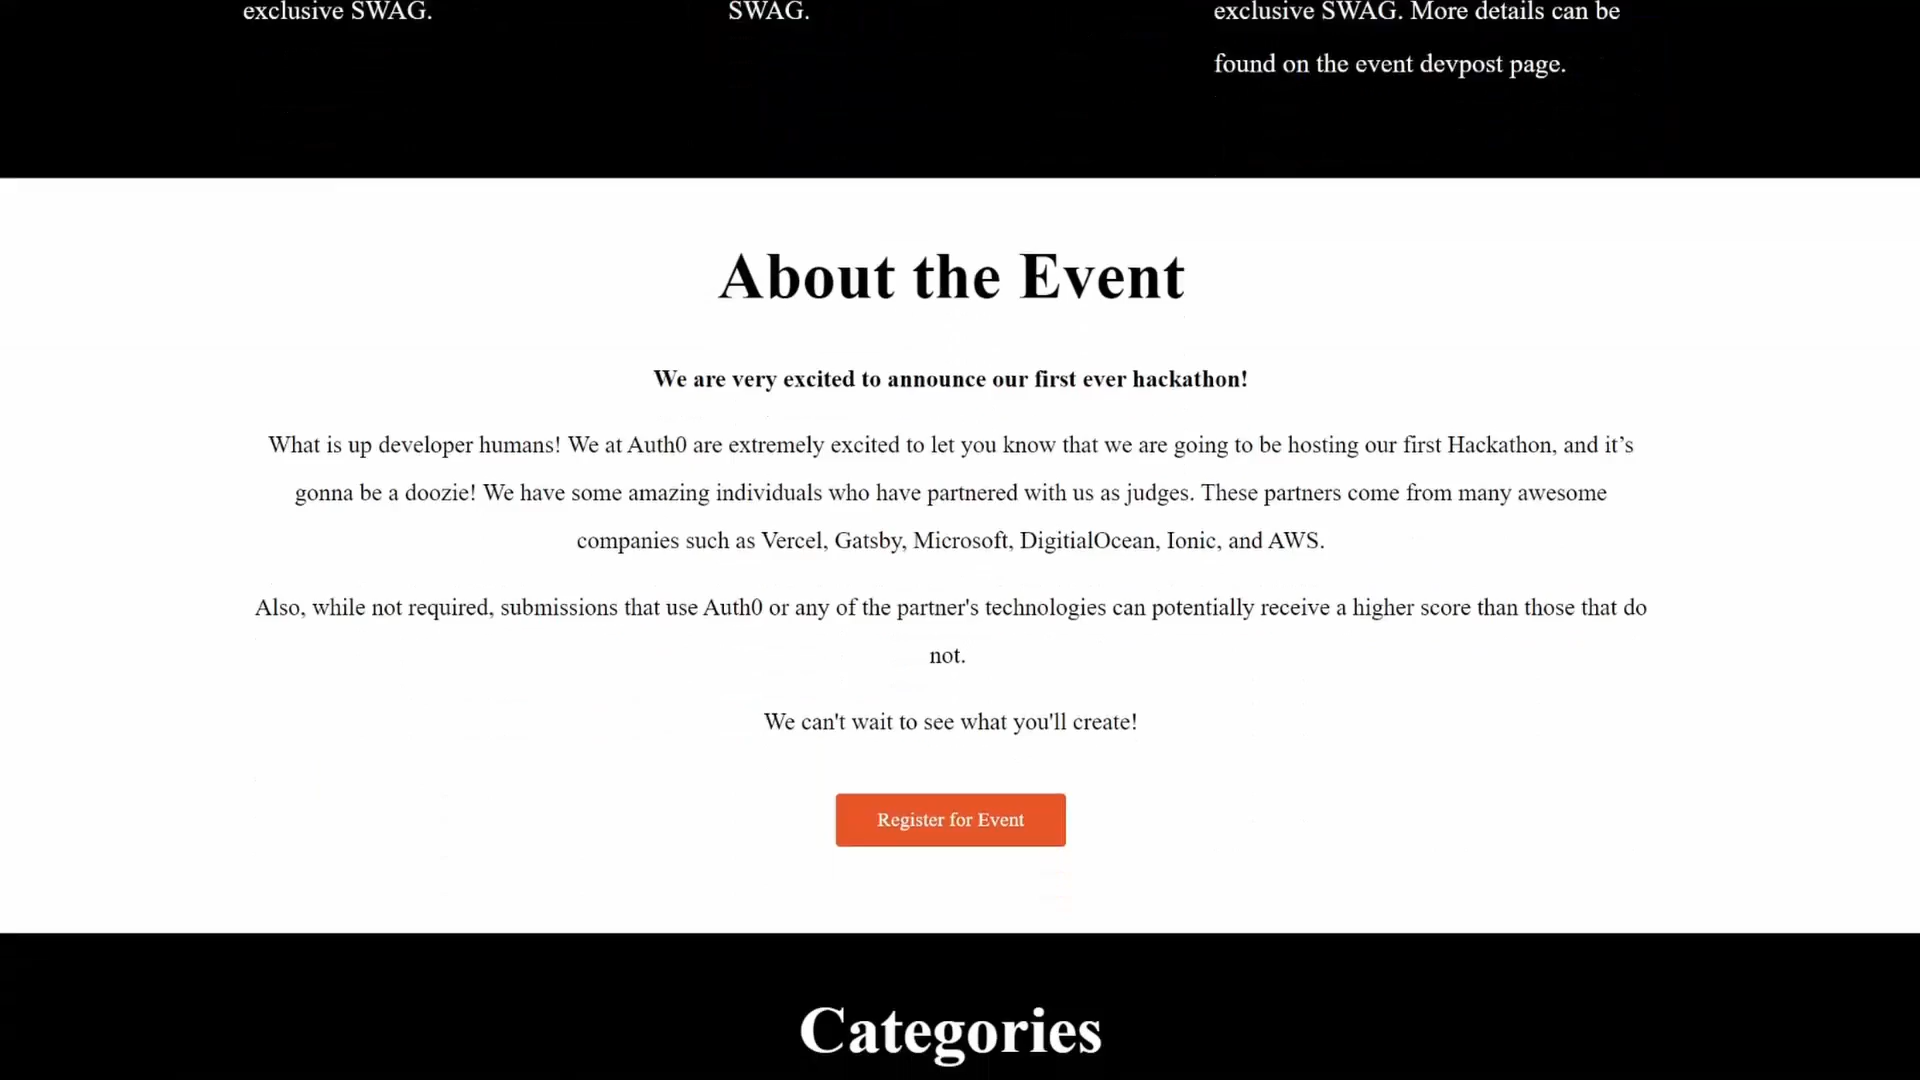 exclusive SWAG.
SWAG.
exclusive SWAG. More details can be
found on the event devpost page.
About the Event
We are very excited to announce our first ever hackathon!
What is up developer humans! We at Auth0 are extremely excited to let you know that we are going to be hosting our first Hackathon, and it’s
gonna be a doozie! We have some amazing individuals who have partnered with us as judges. These partners come from many awesome
companies such as Vercel, Gatsby, Microsoft, DigitialOcean, Ionic, and AWS.
Also, while not required, submissions that use Auth0 or any of the partner's technologies can potentially receive a higher score than those that do
not.
We can't wait to see what you'll create!
Register for Event
Categories